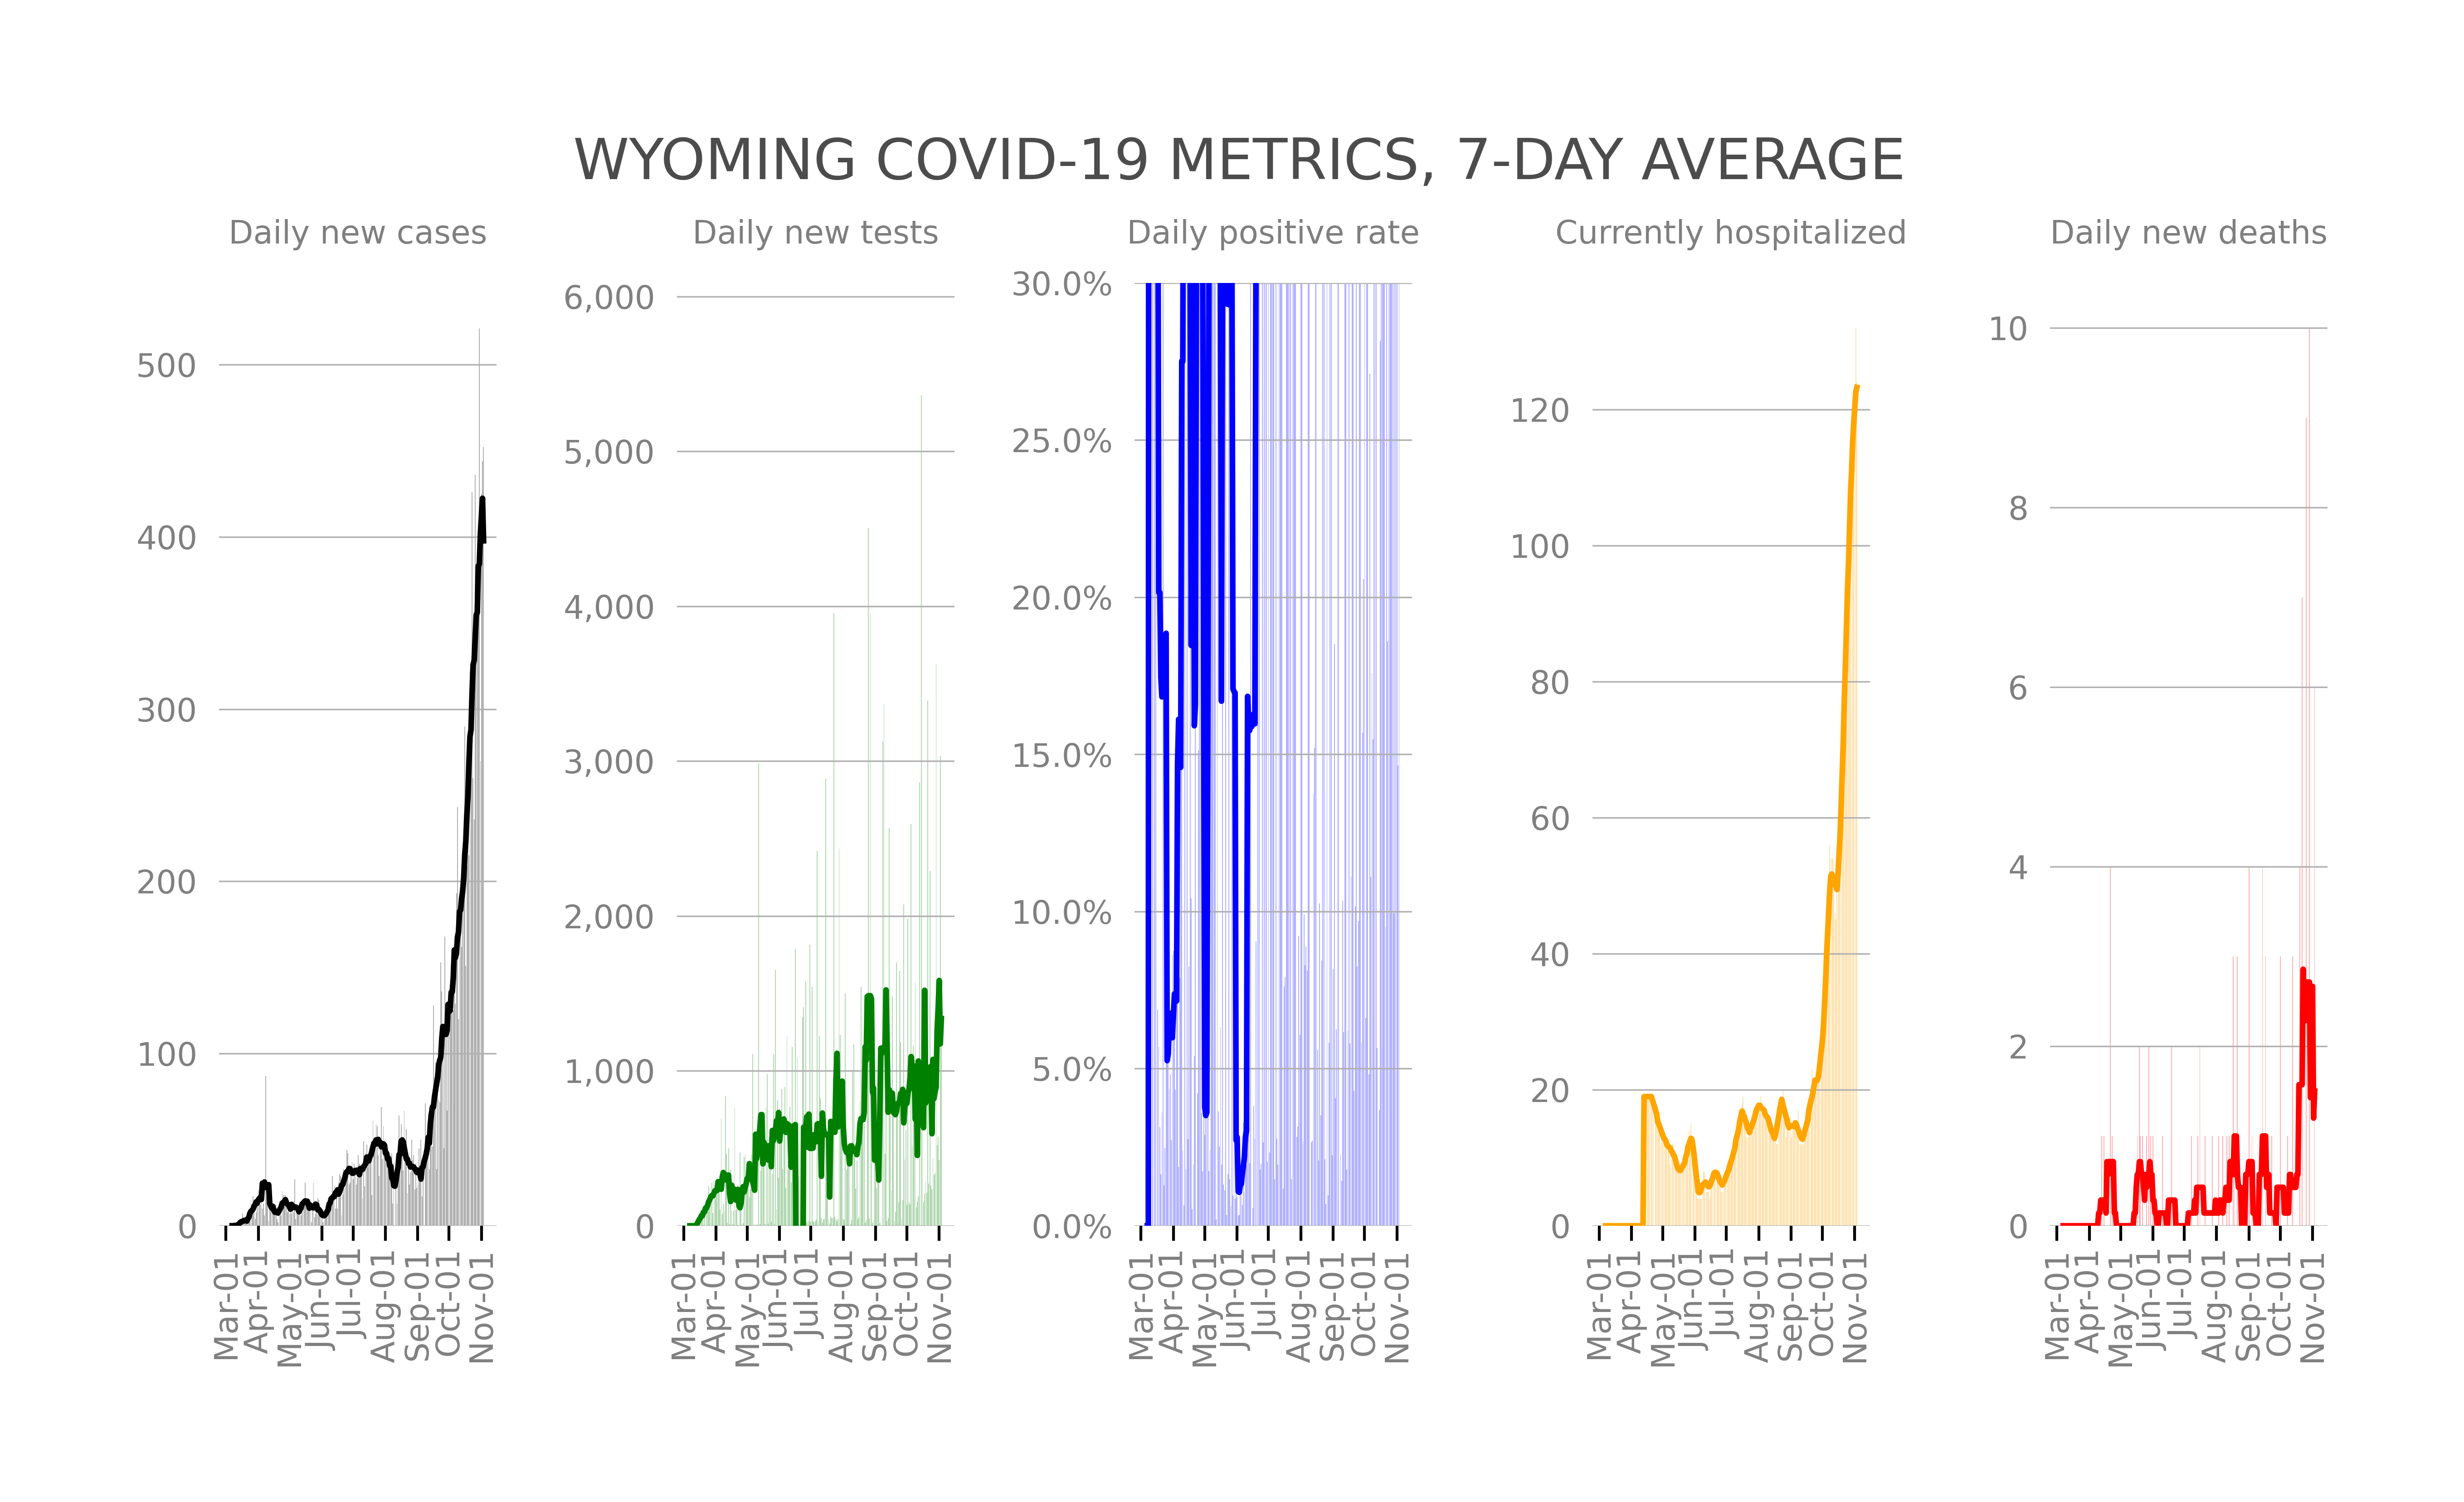 WYOMING COVID-19 METRICS, 7-DAY AVERAGE
Daily new cases
500
400
300
200
100
0
Mar-01
Apr-01
May-01
Jun-01
Jul-01
Aug-01
Sep-01
Oct-01
Nov-01
Daily new tests
6,000
5,000
4,000
3,000
2,000
1,000
0
Mar-01
Apr-01
May-01
Jun-01
Jul-01
Aug-01
Sep-01
Oct-01
Nov-01
Daily positive rate
30.0%
25.0%
20.0%
15.0%
10.0%
5.0%
0.0%
Mar-01
Apr-01
May-01
Jun-01
Jul-01
Aug-01
Sep-01
Oct-01
Nov-01
Currently hospitalized
120
100
80
60
40
20
0
Mar-01
Apr-01
May-01
Jun-01
Jul-01
Aug-01
Sep-01
Oct-01
Nov-01
Daily new deaths
10
8
6
4
2
0
Mar-01
Apr-01
May-01
Jun-01
Jul-01
Aug-01
Sep-01
Oct-01
Nov-01